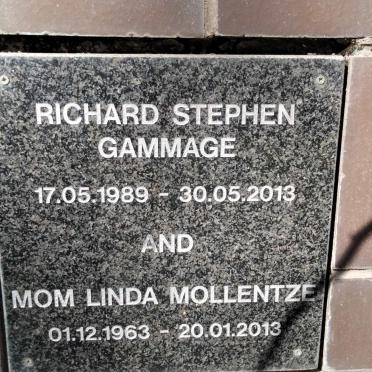 RICHARD STEPHEN
GAMMAGE
17.05.1989 - 30.05.2013
AND
MOM LINDA MOLLENTZE
01.12.1963 - 20.01.2013